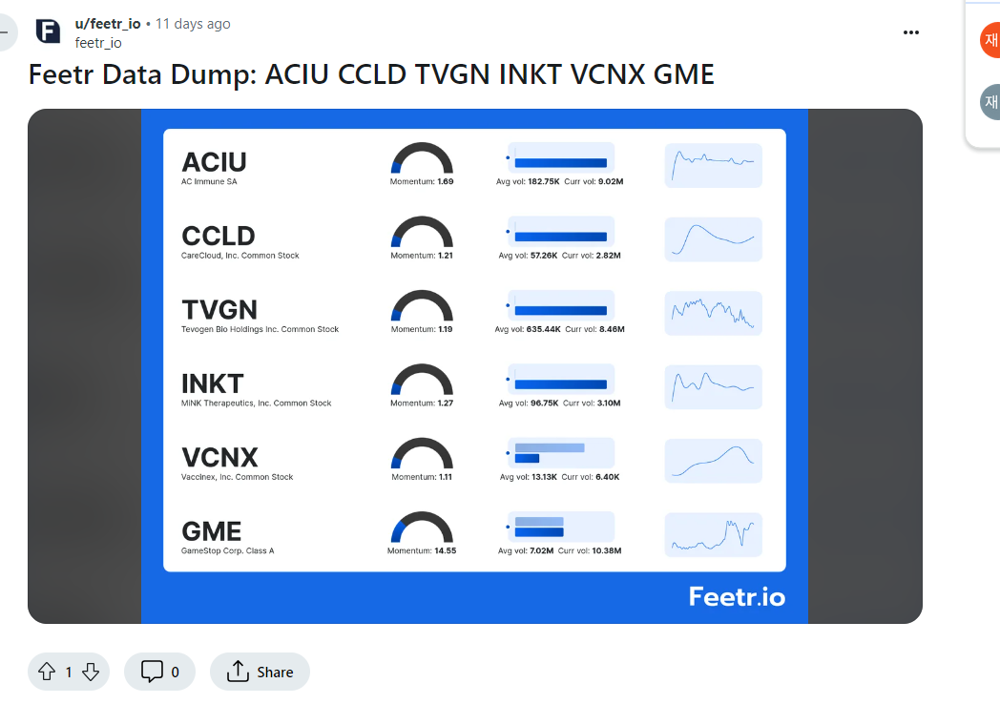 u/feetr_io • 11 days ago
feetr_io
Feetr Data Dump: ACIU CCLD TVGN INKT VCNX GME
ACIU
AC Immune SA
Momentum: 1.69
Avg vol: 182.75K Curr vol: 9.02M
CCLD
CareCloud, Inc. Common Stock
Momentum: 1.21
Avg vol: 57.26K Curr vol: 2.82M
TVGN
Tevogen Bio Holdings Inc. Common Stock
Momentum: 1.19
Avg vol: 635.44K Curr vol: 8.46M
INKT
MiNK Therapeutics, Inc. Common Stock
Momentum: 1.27
Avg vol: 96.75K Curr vol: 3.10M
VCNX
Vaccinex, Inc. Common Stock
Momentum: 1.11
Avg vol: 13.13K Curr vol: 6.40K
GME
GameStop Corp. Class A
Momentum: 14.55
Avg vol: 7.02M Curr vol: 10.38M
Feetr.io
1
0
Share
재
재